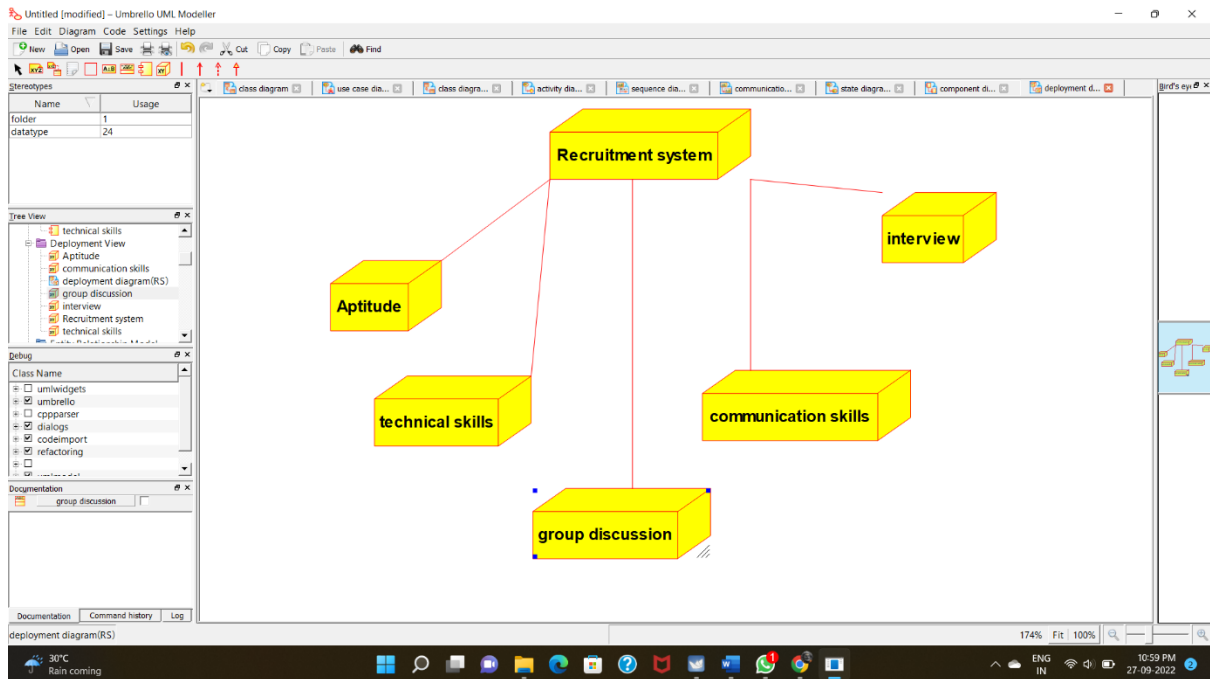 Untitled [modified] – Umbrello UML Modeller
File Edit Diagram Code Settings Help
New Open Save Cut Copy Paste Find
Stereotypes
Name Usage
folder 1
datatype 24
Tree View
technical skills
Deployment View
Aptitude
communication skills
deployment diagram(RS)
group discussion
interview
Recruitment system
technical skills
Debug
Class Name
umlwidgets
umbrello
cppparser
dialogs
codeimport
refactoring
Documentation
group discussion
Documentation Command history Log
deployment diagram(RS)
class diagram use case dia... class diagra... activity dia... sequence dia... communicatio... state diagra... component di... deployment d...
Bird's eye
Recruitment system
interview
Aptitude
technical skills
communication skills
group discussion
174% Fit 100%
30°C
Rain coming
ENG
IN
10:59 PM
27-09-2022
2
1